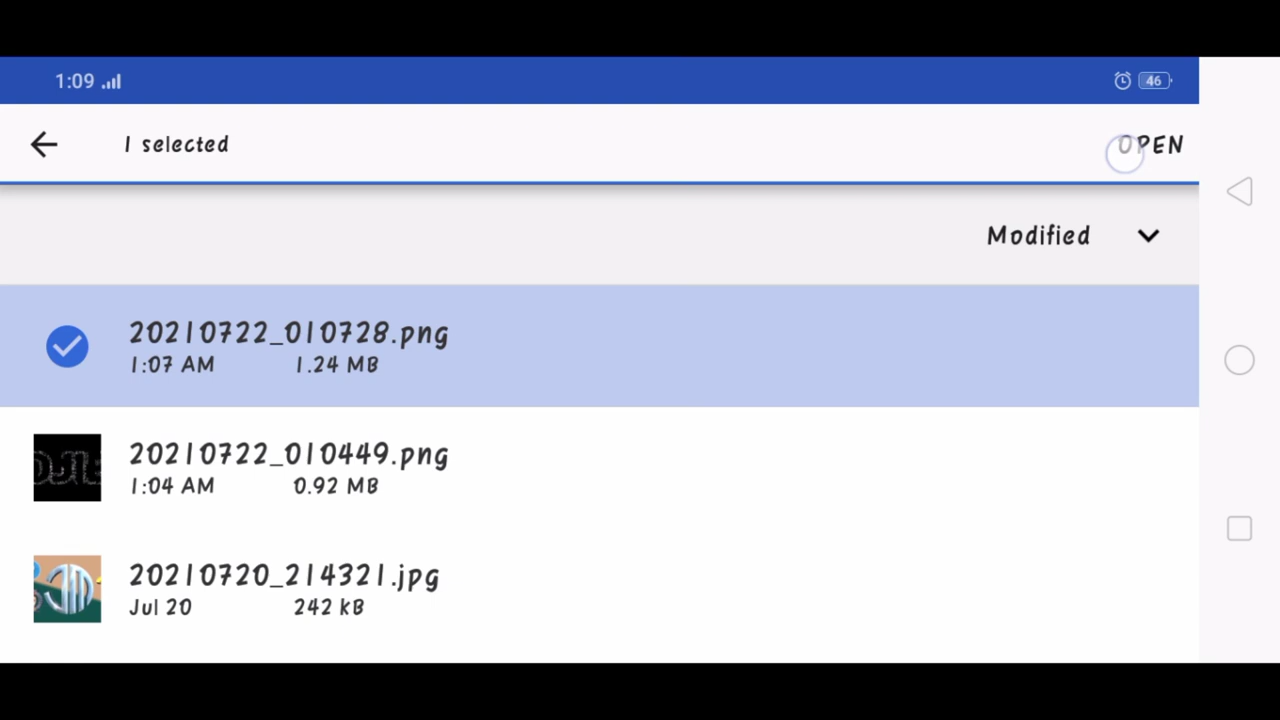 1:09
46
1 selected
OPEN
Modified
20210722_010728.png
1:07 AM 1.24 MB
20210722_010449.png
1:04 AM 0.92 MB
20210720_214321.jpg
Jul 20 242 kB